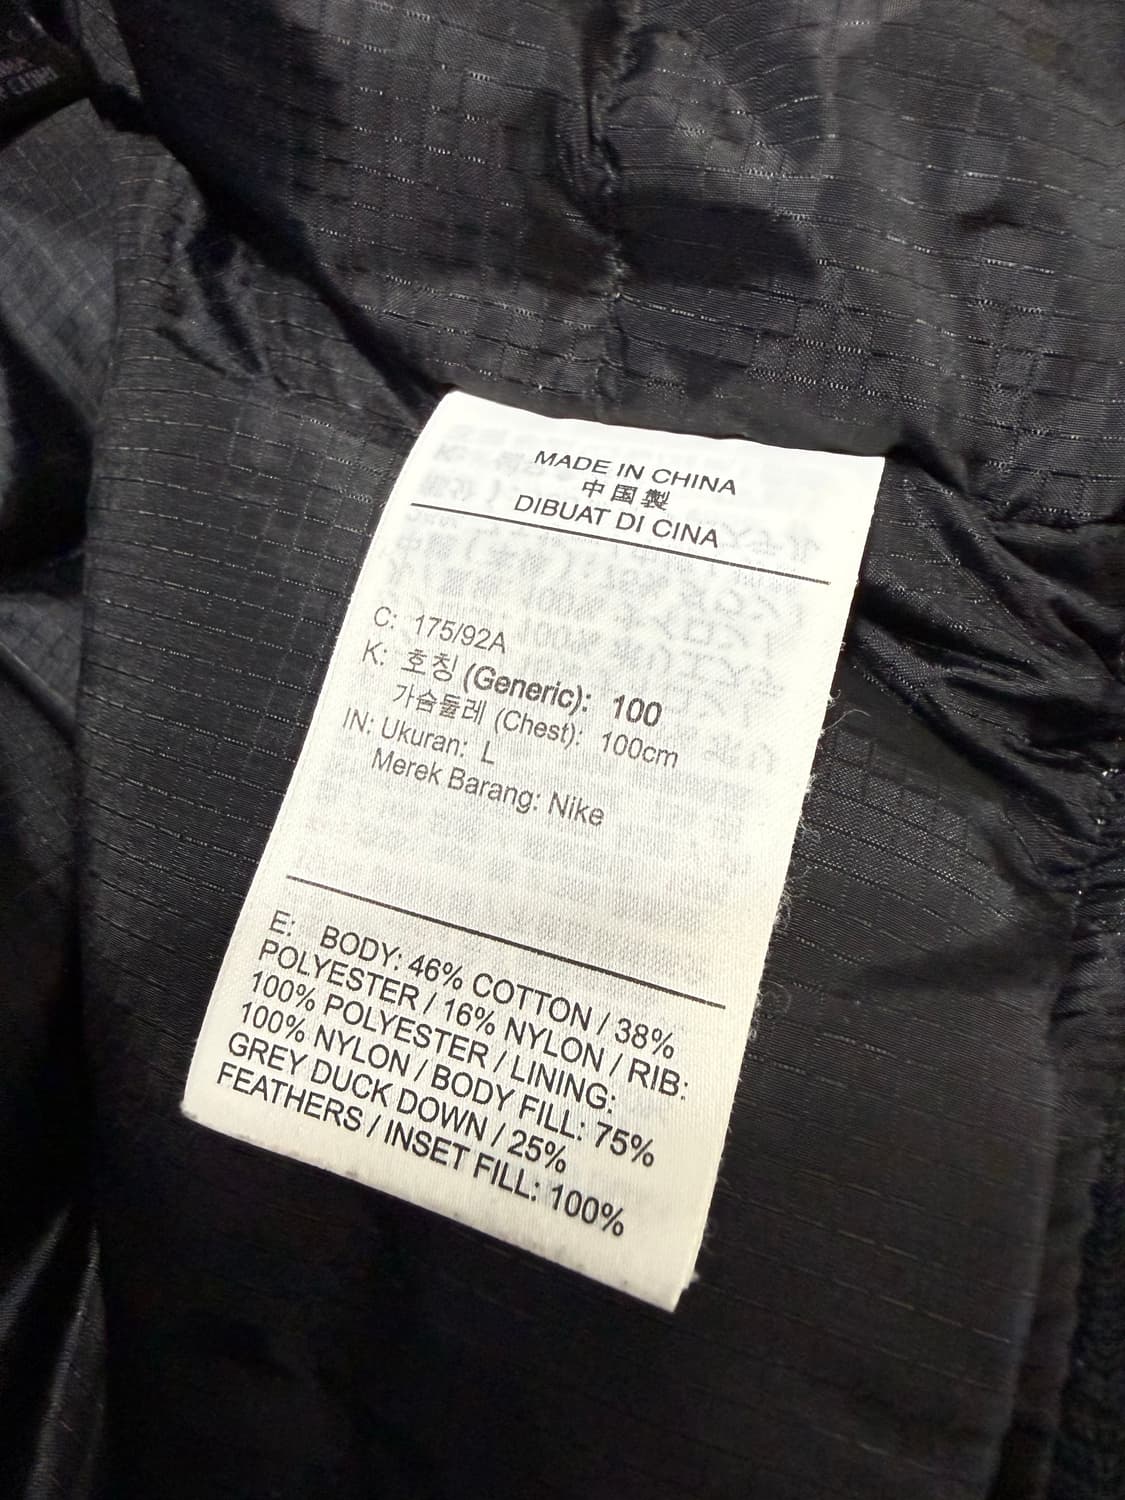 MADE IN CHINA
中国製
DIBUAT DI CINA
C: 175/92A
K: 호칭 (Generic): 100
가슴둘레 (Chest): 100cm
IN: Ukuran: L
Merek Barang: Nike
E: BODY: 46% COTTON / 38%
POLYESTER / 16% NYLON / RIB:
100% POLYESTER / LINING:
100% NYLON / BODY FILL: 75%
GREY DUCK DOWN / 25%
FEATHERS / INSET FILL: 100%